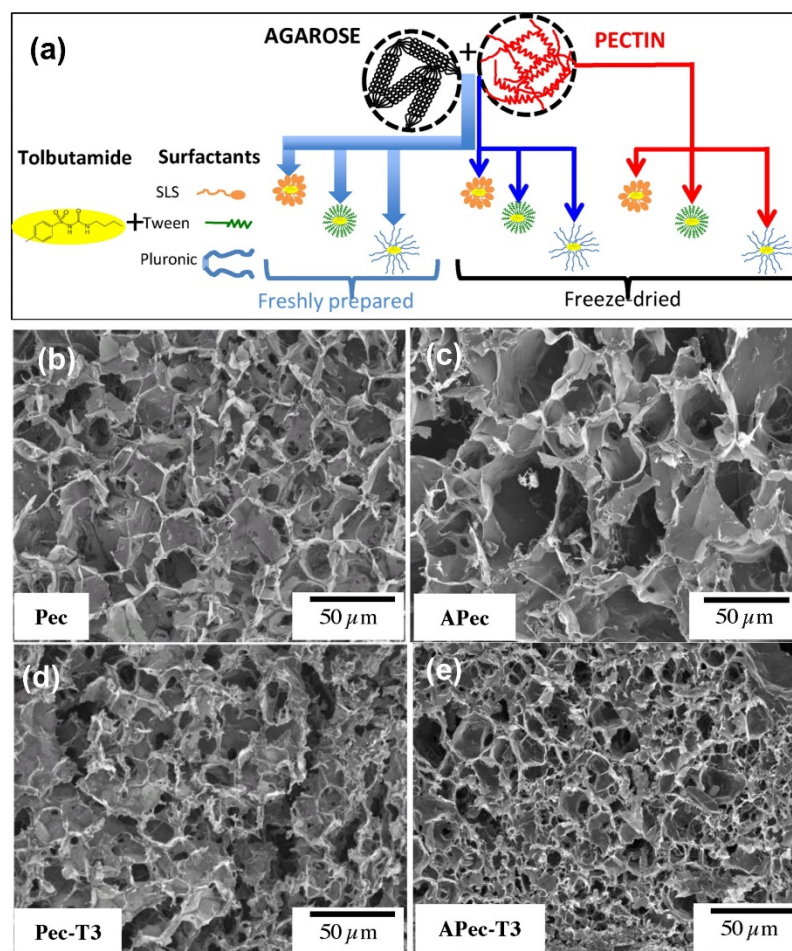 (a)
AGAROSE
+
PECTIN
Tolbutamide
Surfactants
SLS
+
Tween
Pluronic
Freshly prepared
Freeze-dried
(b)
Pec
50 µm
(c)
APec
50 µm
(d)
Pec-T3
50 µm
(e)
APec-T3
50 µm